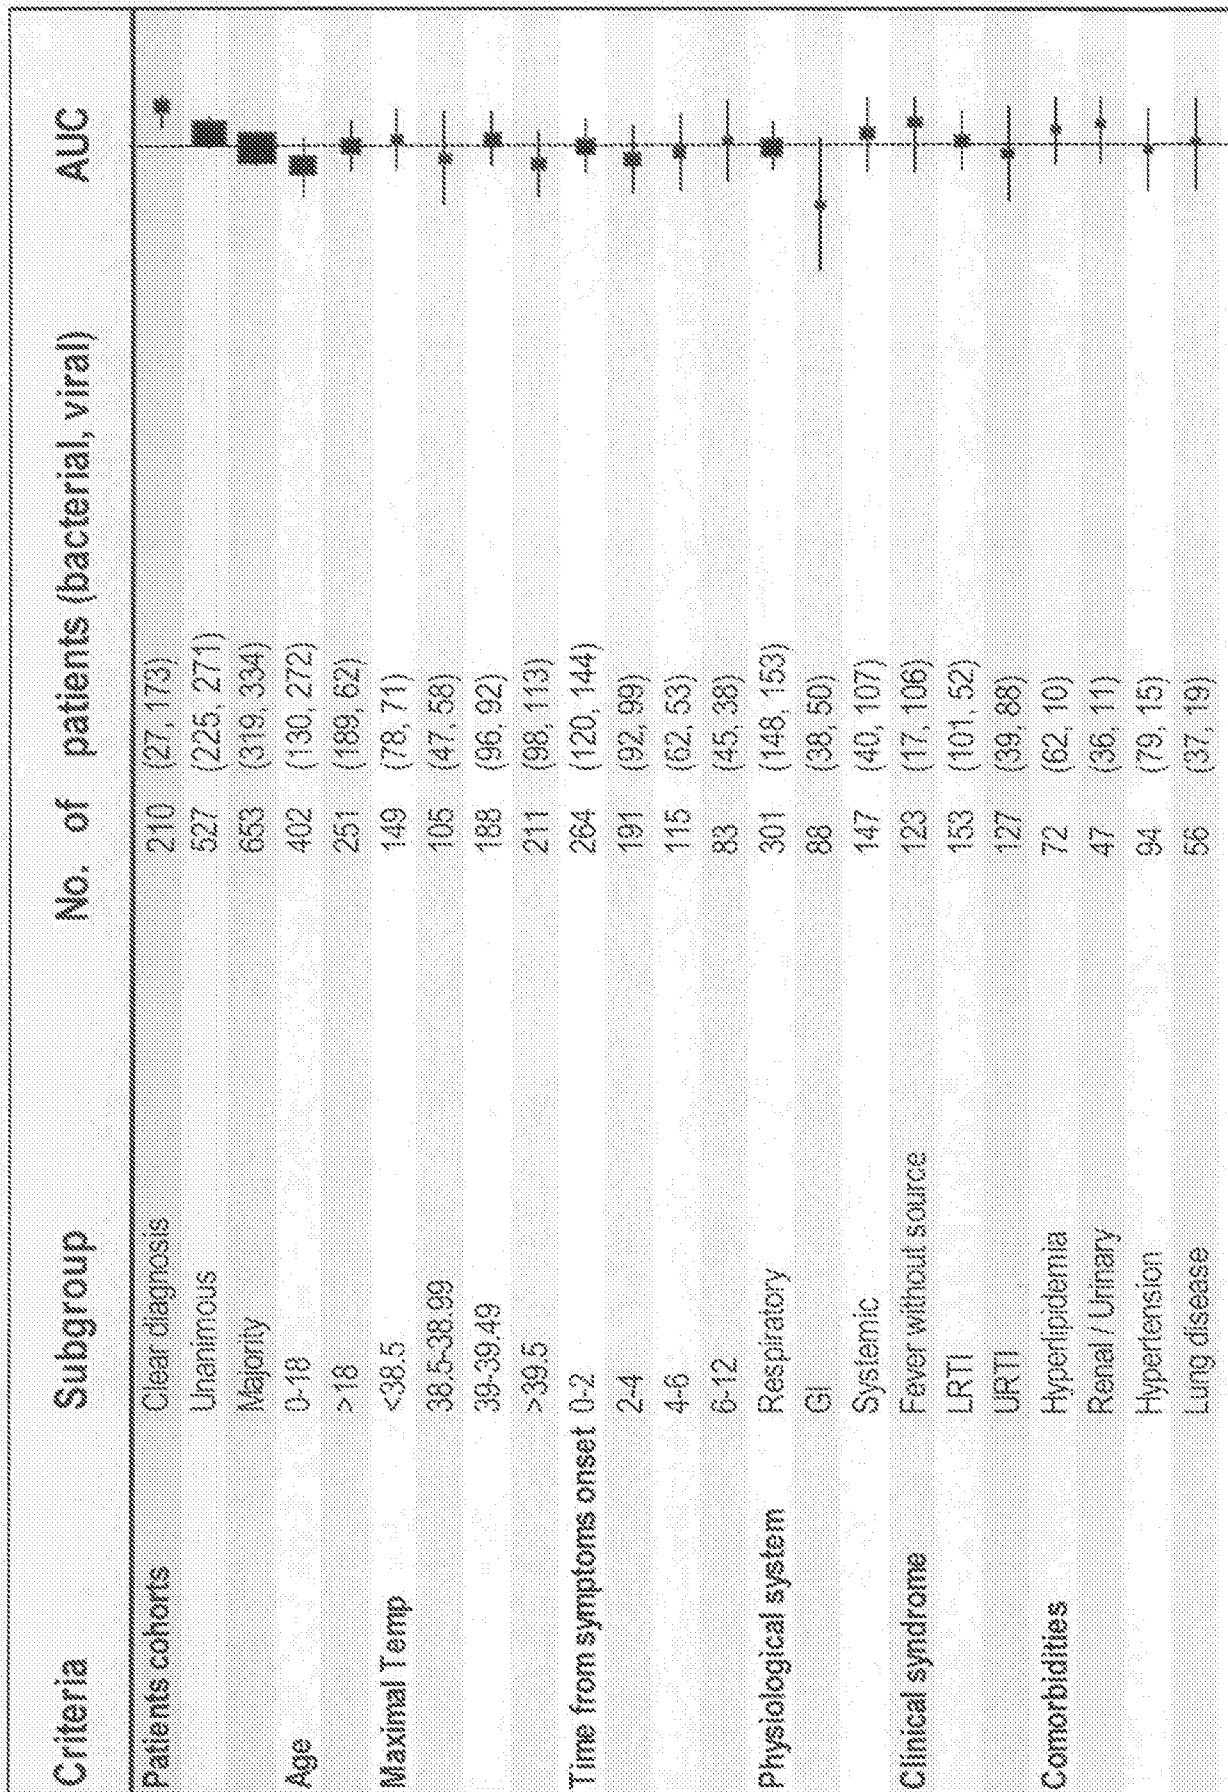 Criteria Subgroup No. of patients (bacterial, viral) AUC
Patients cohorts Clear diagnosis 210 (27, 173)
Unanimous 527 (225, 271)
Majority 653 (319, 334)
Age 0-18 402 (130, 272)
>18 251 (189, 62)
Maximal Temp <38.5 149 (78, 71)
38.5-38.99 105 (47, 58)
39-39.49 188 (96, 92)
>39.5 211 (98, 113)
Time from symptoms onset 0-2 264 (120, 144)
2-4 191 (92, 99)
4-6 115 (62, 53)
6-12 83 (45, 38)
Physiological system Respiratory 301 (148, 153)
GI 88 (38, 50)
Systemic 147 (40, 107)
Clinical syndrome Fever without source 123 (17, 106)
LRTI 153 (101, 52)
URTI 127 (39, 88)
Comorbidities Hyperlipidemia 72 (62, 10)
Renal / Urinary 47 (36, 11)
Hypertension 94 (79, 15)
Lung disease 56 (37, 19)